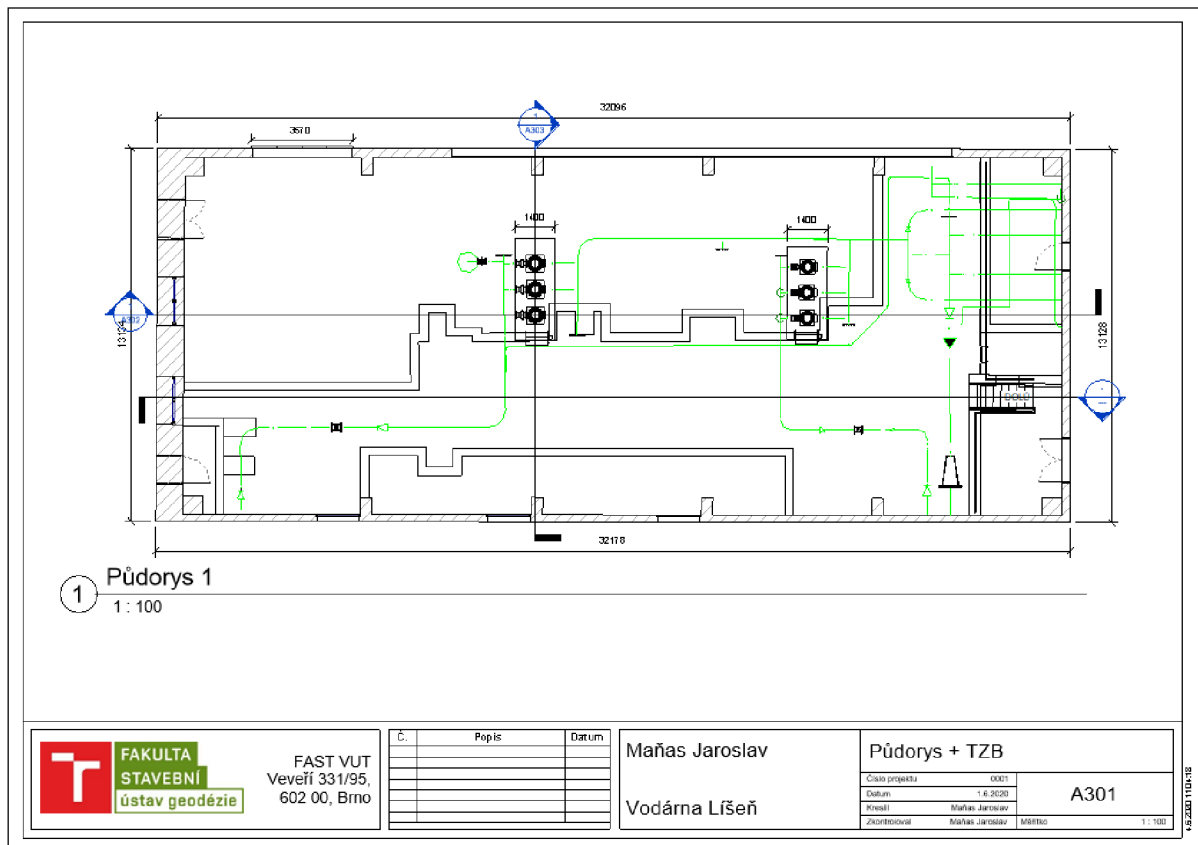 32096
3670
1
A303
1400
1400
A302
13134
13128
DOLŮ
32178
1
Půdorys 1
1 : 100
FAKULTA
STAVEBNÍ
ústav geodézie
FAST VUT
Veveří 331/95,
602 00, Brno
Č. Popis Datum
Maňas Jaroslav
Vodárna Líšeň
Půdorys + TZB
Číslo projektu 0001
Datum 1.6.2020
Kreslil Maňas Jaroslav
Zkontroloval Maňas Jaroslav
A301
Měřítko 1 : 100